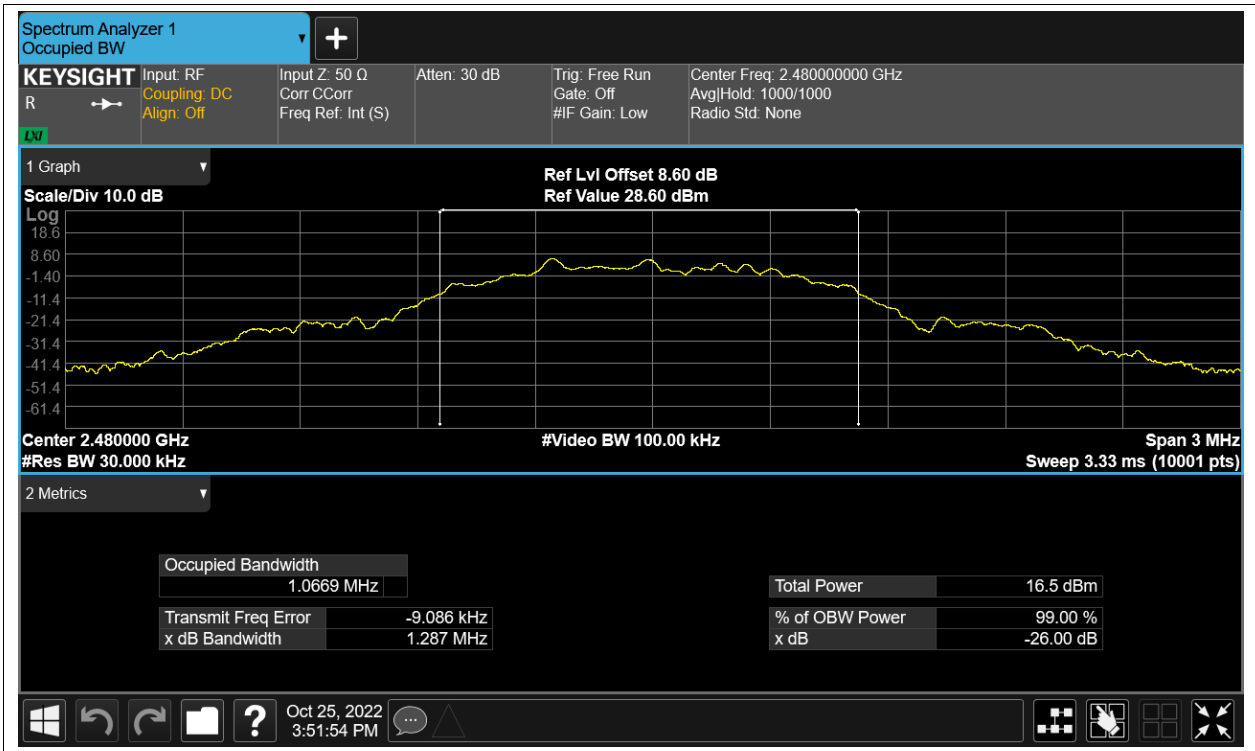 Spectrum Analyzer 1
Occupied BW
KEYSIGHT Input: RF Input Z: 50 Ω Atten: 30 dB Trig: Free Run Center Freq: 2.480000000 GHz
R Coupling: DC Corr CCorr Gate: Off Avg|Hold: 1000/1000
Align: Off Freq Ref: Int (S) #IF Gain: Low Radio Std: None
LXI
1 Graph
Ref Lvl Offset 8.60 dB
Scale/Div 10.0 dB Ref Value 28.60 dBm
Log
18.6
8.60
-1.40
-11.4
-21.4
-31.4
-41.4
-51.4
-61.4
Center 2.480000 GHz #Video BW 100.00 kHz Span 3 MHz
#Res BW 30.000 kHz Sweep 3.33 ms (10001 pts)
2 Metrics
Occupied Bandwidth
1.0669 MHz Total Power 16.5 dBm
Transmit Freq Error -9.086 kHz % of OBW Power 99.00 %
x dB Bandwidth 1.287 MHz x dB -26.00 dB
Oct 25, 2022
3:51:54 PM